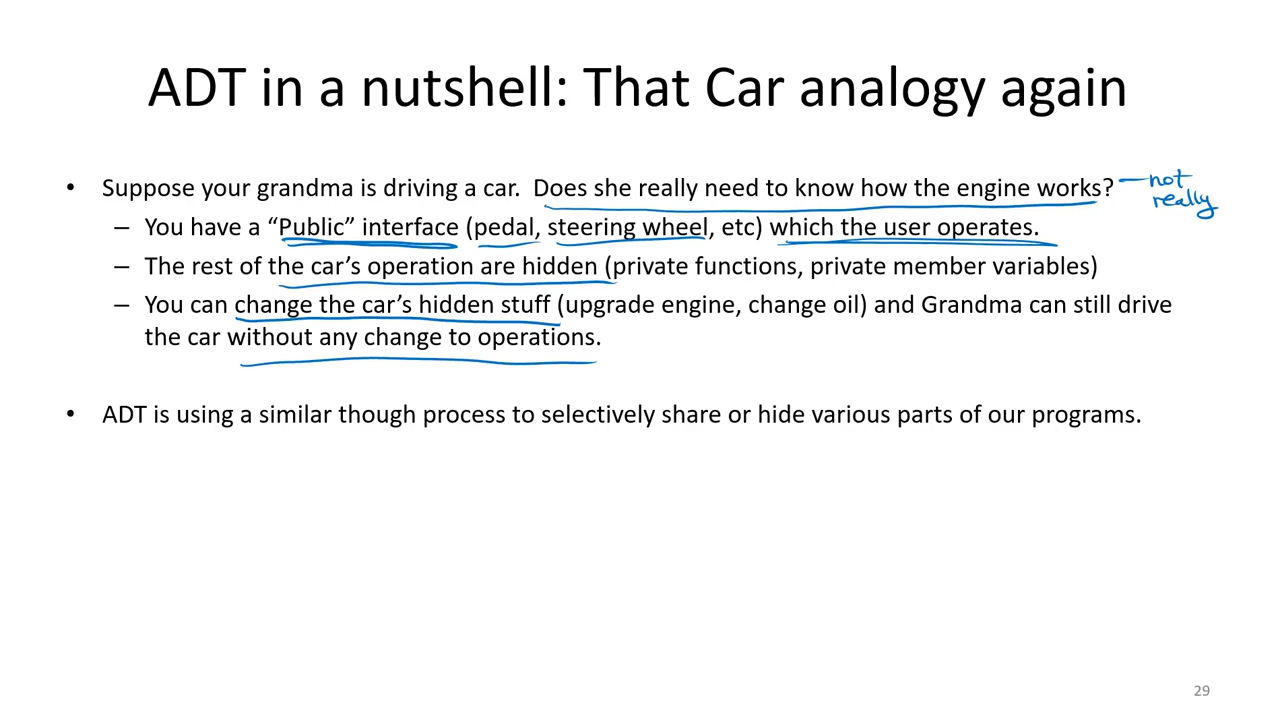 ADT in a nutshell: That Car analogy again
• Suppose your grandma is driving a car.  Does she really need to know how the engine works? — not
really
– You have a “Public” interface (pedal, steering wheel, etc) which the user operates.
– The rest of the car’s operation are hidden (private functions, private member variables)
– You can change the car’s hidden stuff (upgrade engine, change oil) and Grandma can still drive
the car without any change to operations.
• ADT is using a similar though process to selectively share or hide various parts of our programs.
29